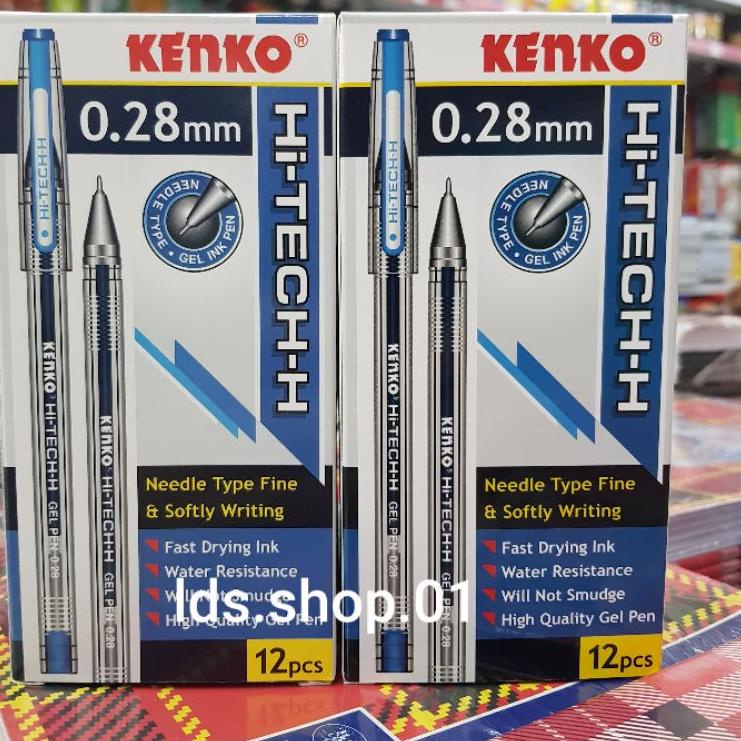 KENKO®
0.28mm
Hi-TECH-H
Hi-TECH-H
NEEDLE TYPE • GEL INK PEN
KENKO® Hi-TECH-H GEL PEN 0.28
KENKO® Hi-TECH-H GEL PEN 0.28
Needle Type Fine
& Softly Writing
Fast Drying Ink
Water Resistance
Will Not Smudge
High Quality Gel Pen
12pcs
KENKO®
0.28mm
Hi-TECH-H
Hi-TECH-H
NEEDLE TYPE • GEL INK PEN
KENKO® Hi-TECH-H GEL PEN 0.28
KENKO® Hi-TECH-H GEL PEN 0.28
Needle Type Fine
& Softly Writing
Fast Drying Ink
Water Resistance
Will Not Smudge
High Quality Gel Pen
12pcs
lds.shop.01